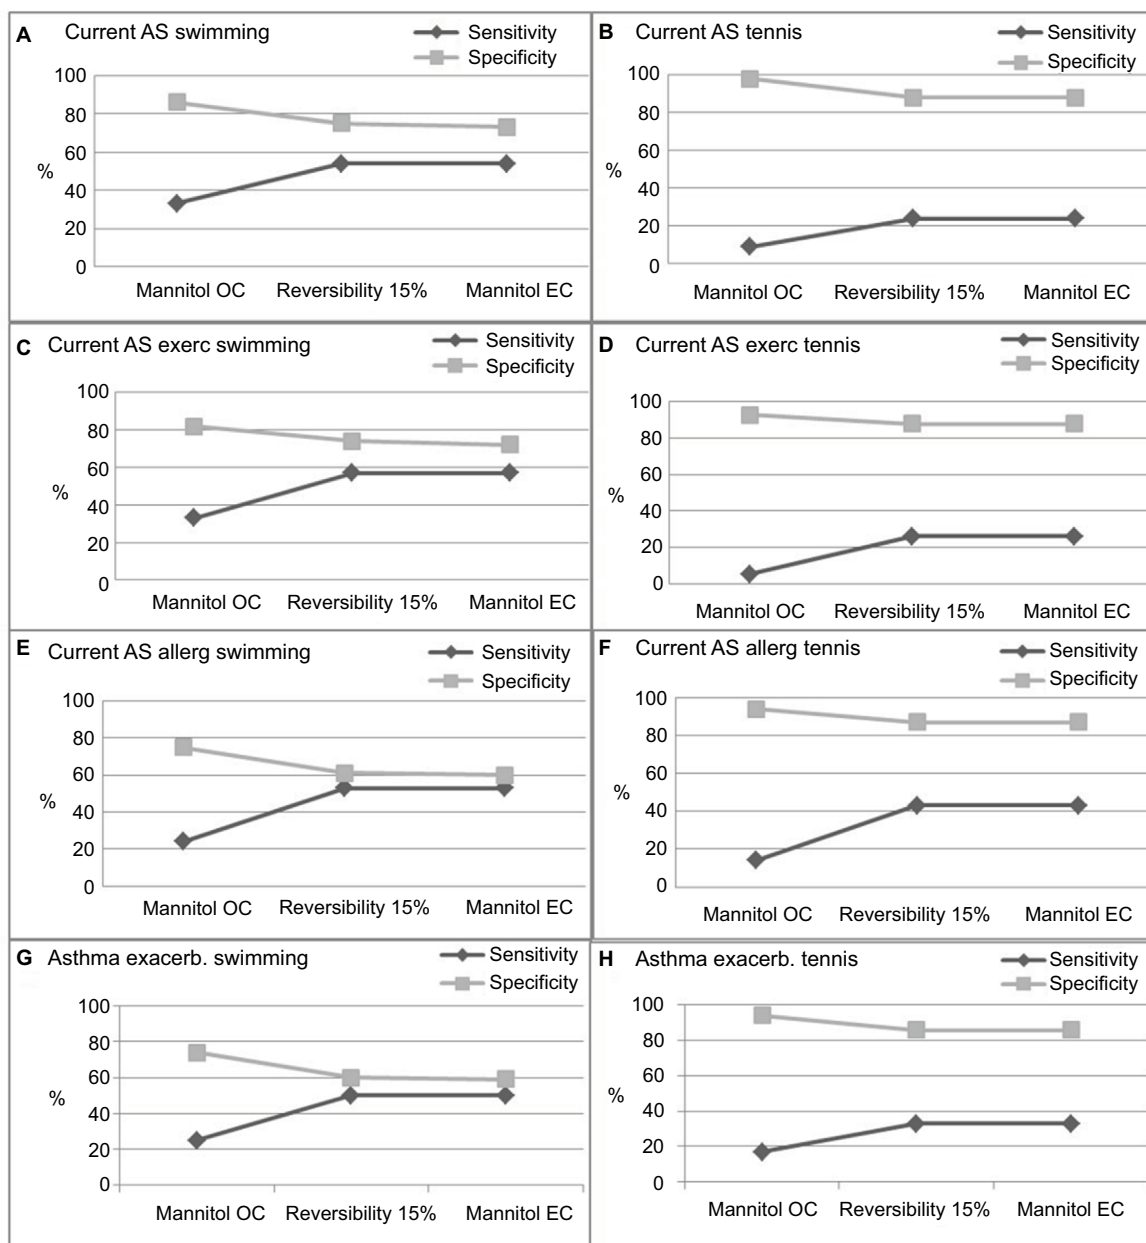 A Current AS swimming
Sensitivity
Specificity
100
80
60
40
20
0
%
Mannitol OC Reversibility 15% Mannitol EC
B Current AS tennis
Sensitivity
Specificity
100
80
60
40
20
0
%
Mannitol OC Reversibility 15% Mannitol EC
C Current AS exerc swimming
Sensitivity
Specificity
100
80
60
40
20
0
%
Mannitol OC Reversibility 15% Mannitol EC
D Current AS exerc tennis
Sensitivity
Specificity
100
80
60
40
20
0
%
Mannitol OC Reversibility 15% Mannitol EC
E Current AS allerg swimming
Sensitivity
Specificity
100
80
60
40
20
0
%
Mannitol OC Reversibility 15% Mannitol EC
F Current AS allerg tennis
Sensitivity
Specificity
100
80
60
40
20
0
%
Mannitol OC Reversibility 15% Mannitol EC
G Asthma exacerb. swimming
Sensitivity
Specificity
100
80
60
40
20
0
%
Mannitol OC Reversibility 15% Mannitol EC
H Asthma exacerb. tennis
Sensitivity
Specificity
100
80
60
40
20
0
%
Mannitol OC Reversibility 15% Mannitol EC